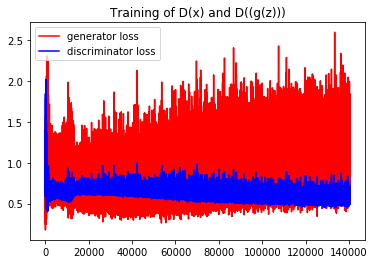 Training of D(x) and D((g(z)))
generator loss
discriminator loss
2.5
2.0
1.5
1.0
0.5
0 20000 40000 60000 80000 100000 120000 140000